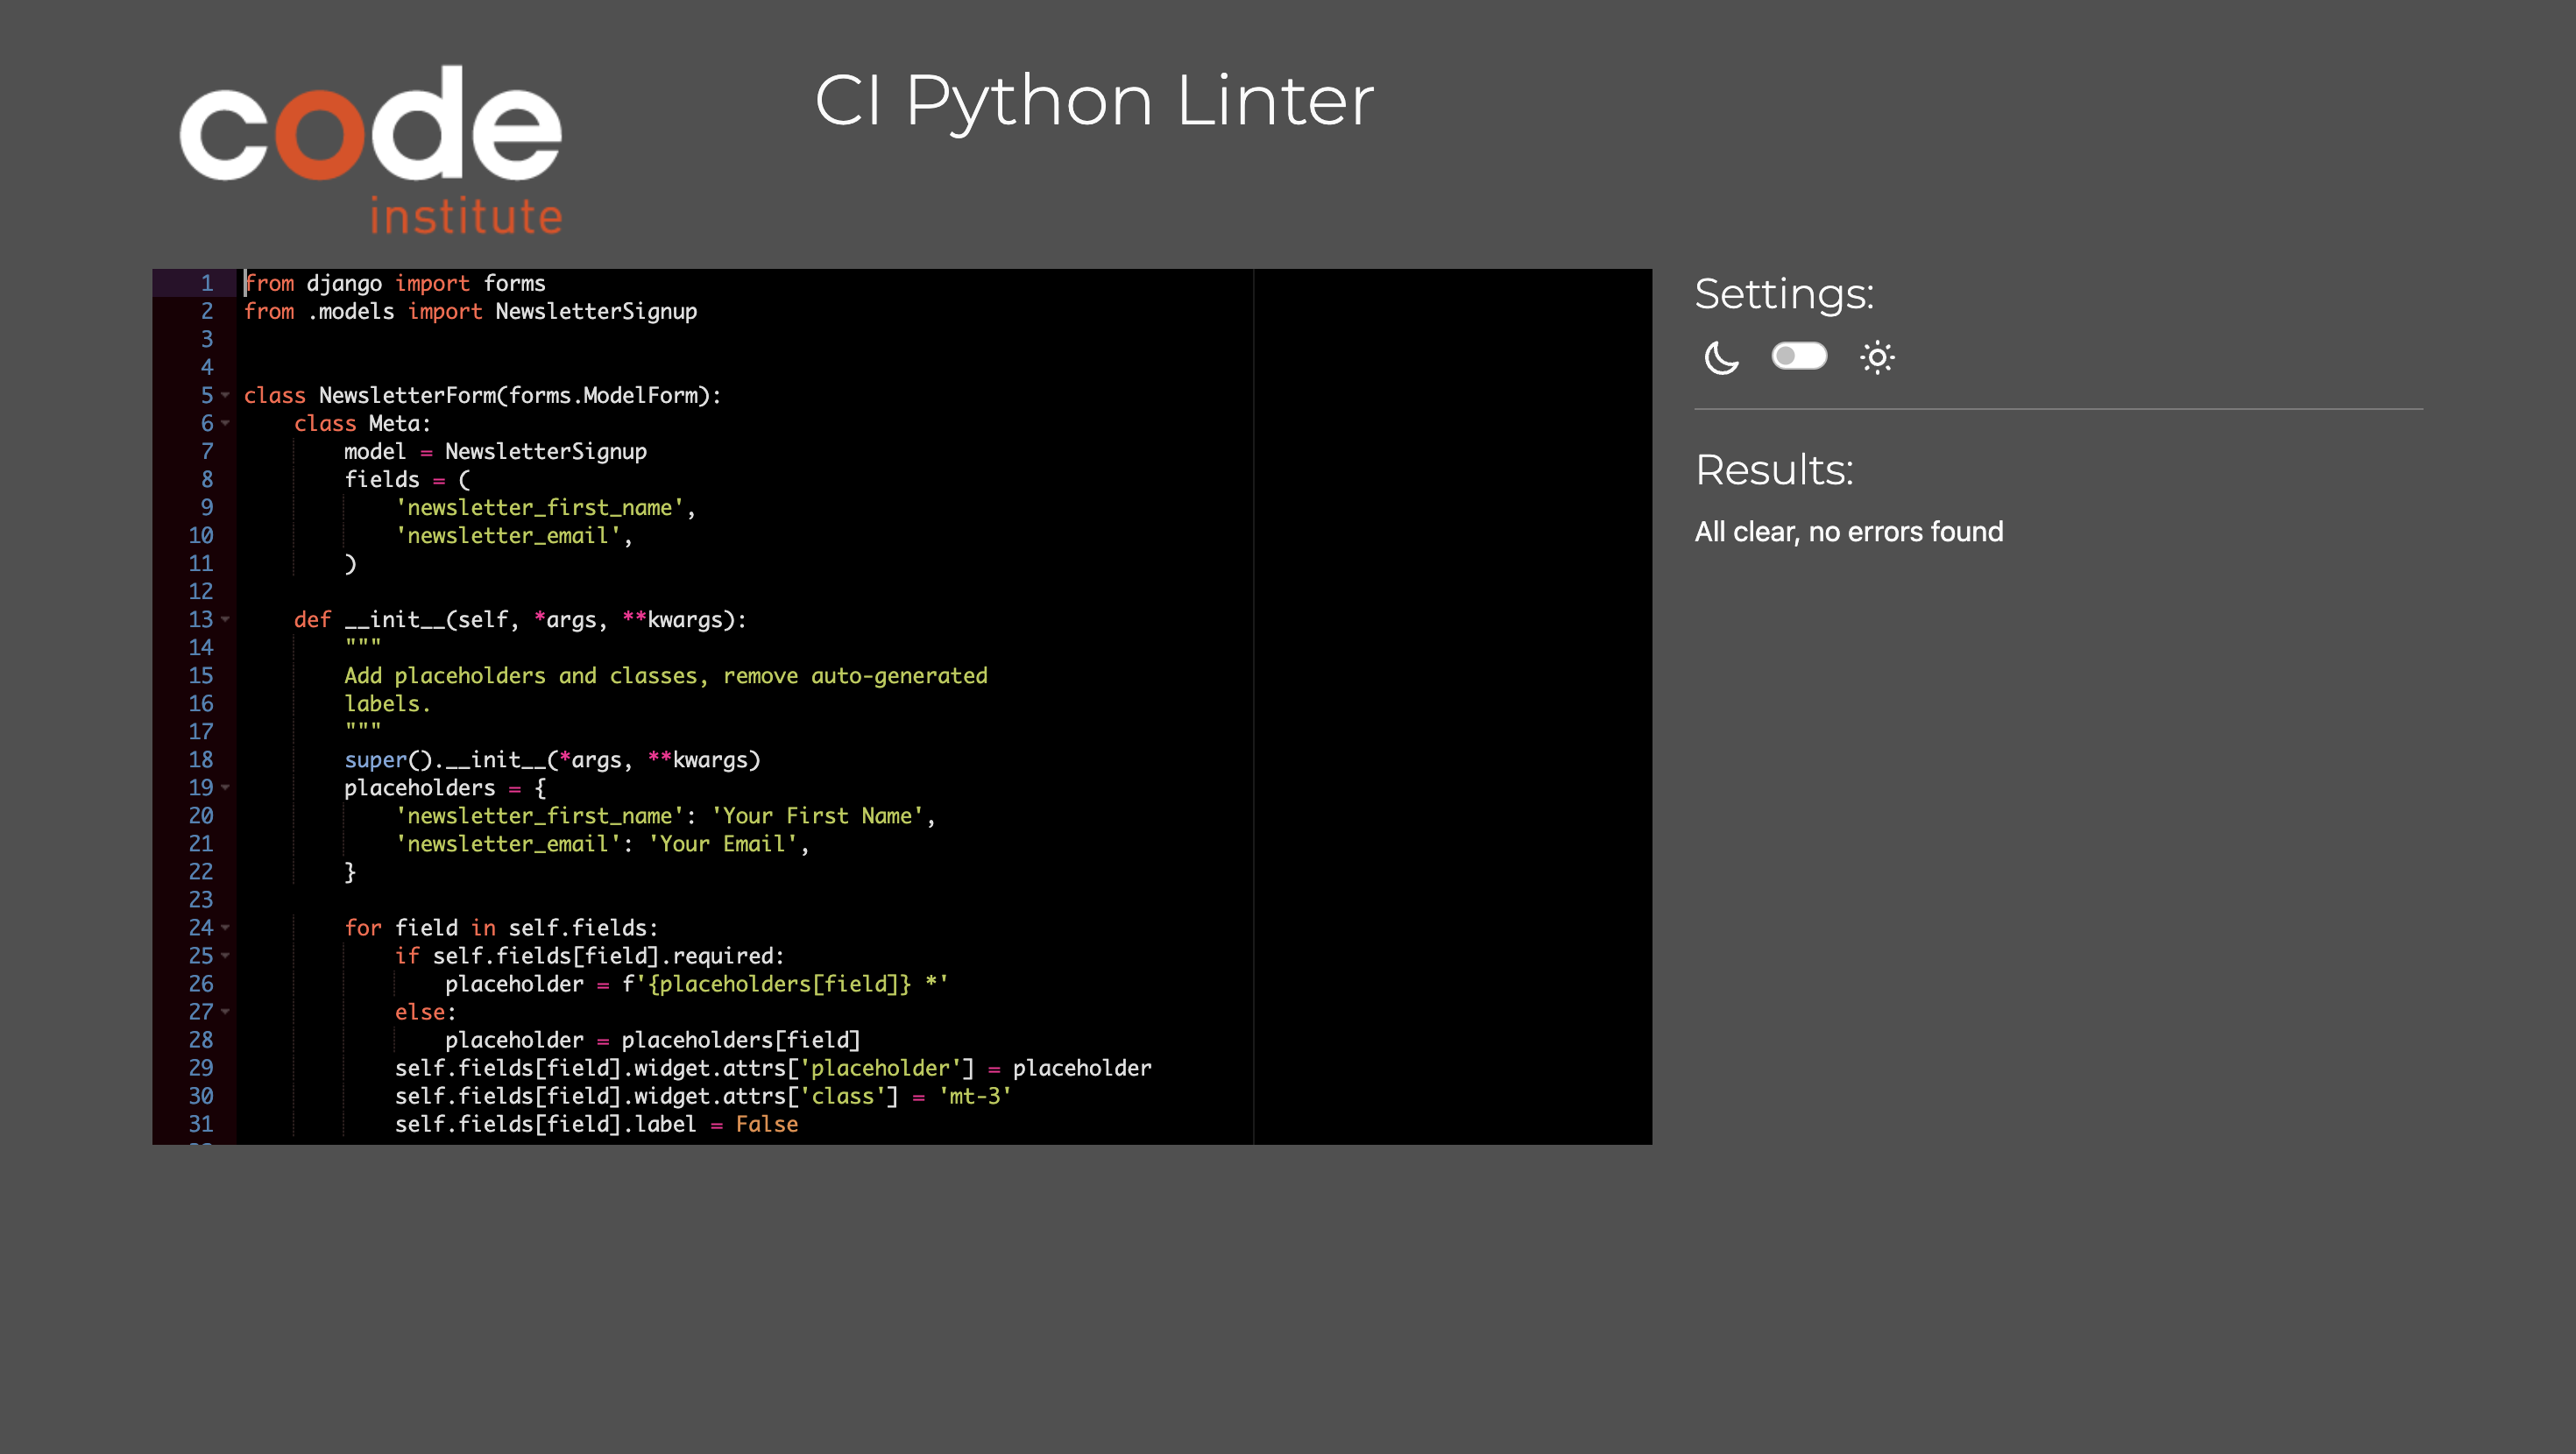 code
institute
CI Python Linter
1 from django import forms
2 from .models import NewsletterSignup
3
4
5 class NewsletterForm(forms.ModelForm):
6     class Meta:
7         model = NewsletterSignup
8         fields = (
9             'newsletter_first_name',
10             'newsletter_email',
11         )
12
13     def __init__(self, *args, **kwargs):
14         """
15         Add placeholders and classes, remove auto-generated
16         labels.
17         """
18         super().__init__(*args, **kwargs)
19         placeholders = {
20             'newsletter_first_name': 'Your First Name',
21             'newsletter_email': 'Your Email',
22         }
23
24         for field in self.fields:
25             if self.fields[field].required:
26                 placeholder = f'{placeholders[field]} *'
27             else:
28                 placeholder = placeholders[field]
29             self.fields[field].widget.attrs['placeholder'] = placeholder
30             self.fields[field].widget.attrs['class'] = 'mt-3'
31             self.fields[field].label = False
Settings:
Results:
All clear, no errors found